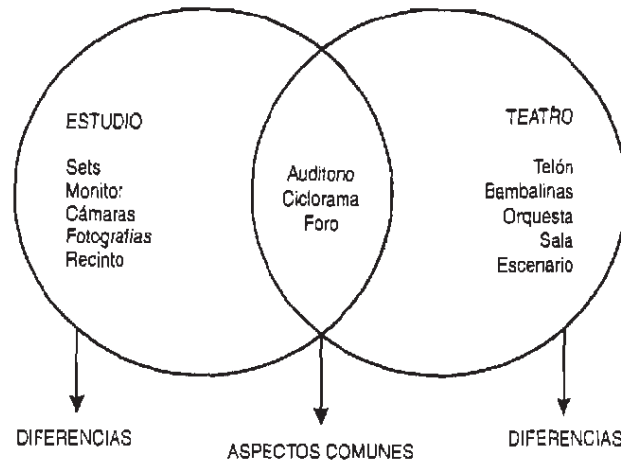 ESTUDIO
Sets
Monitor
Cámaras
Fotografías
Recinto
Auditorio
Ciclorama
Foro
TEATRO
Telón
Bambalinas
Orquesta
Sala
Escenario
DIFERENCIAS
ASPECTOS COMUNES
DIFERENCIAS